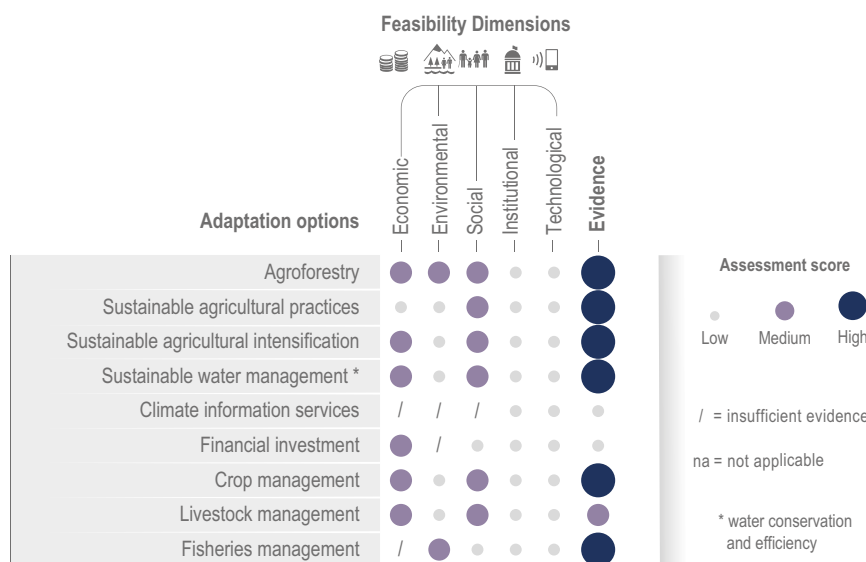 Feasibility Dimensions
Economic
Environmental
Social
Institutional
Technological
Evidence
Adaptation options
Agroforestry
Sustainable agricultural practices
Sustainable agricultural intensification
Sustainable water management *
Climate information services / / /
Financial investment /
Crop management
Livestock management
Fisheries management /
Assessment score
Low Medium High
/ = insufficient evidence
na = not applicable
* water conservation
and efficiency